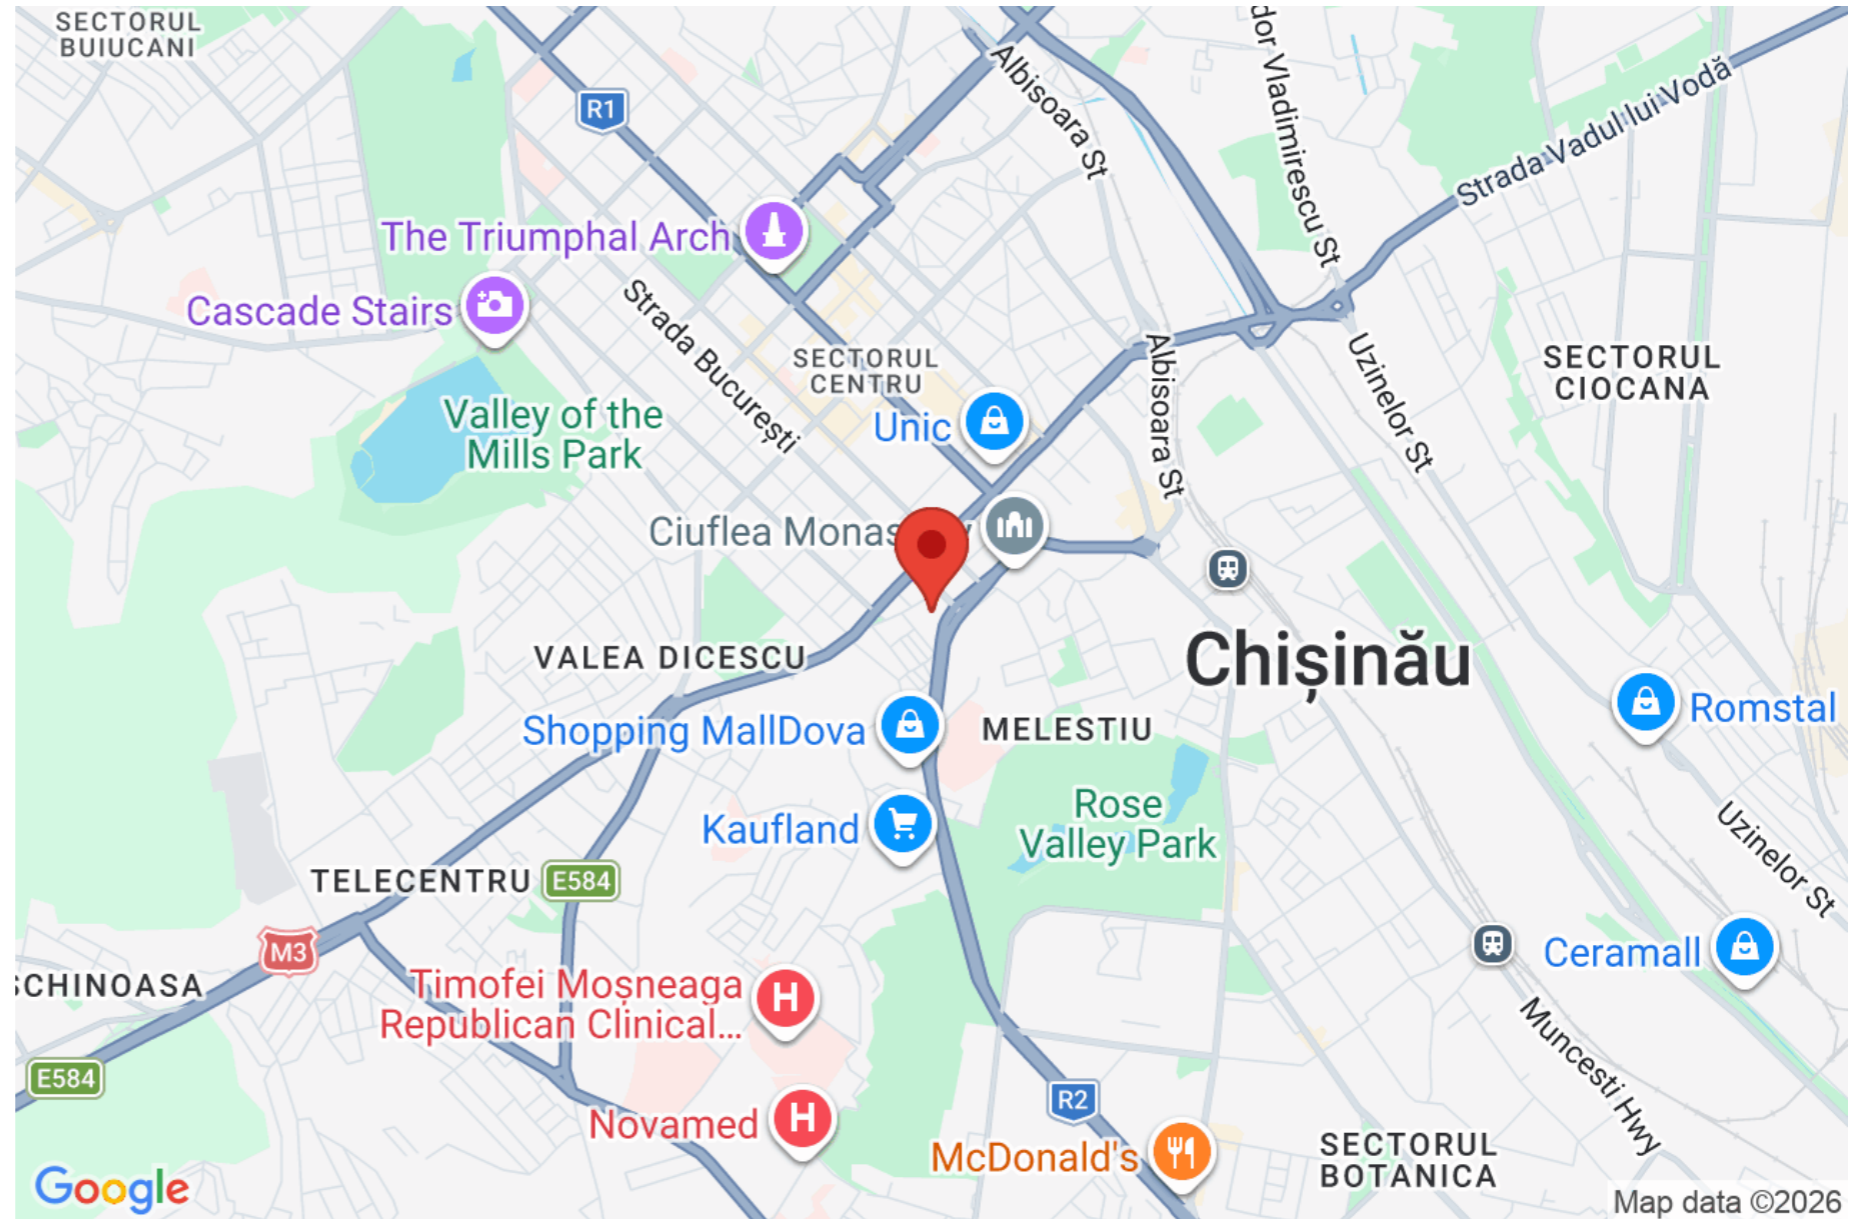 SECTORUL
BUIUCANI
R1
Albisoara St
dor Vladimirescu St
Strada Vadul lui Vodă
The Triumphal Arch
Cascade Stairs
Strada București
SECTORUL
CENTRU
Albisoara St
Uzinelor St
SECTORUL
CIOCANA
Valley of the
Mills Park
Unic
Ciuflea Monas
y
VALEA DICESCU
Chișinău
Shopping MallDova
MELESTIU
Romstal
Kaufland
Rose
Valley Park
Uzinelor St
TELECENTRU
E584
M3
SCHINOASA
Timofei Moșneaga
Republican Clinical...
Ceramall
Muncesti Hwy
E584
R2
Novamed
McDonald's
SECTORUL
BOTANICA
Google
Map data ©2026